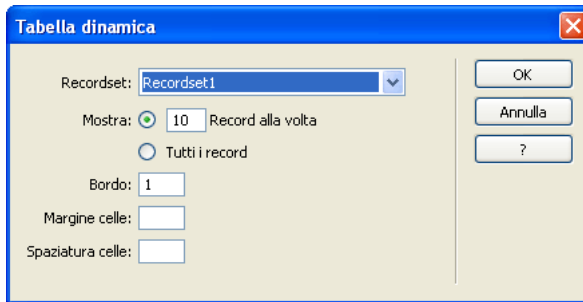 Tabella dinamica
Recordset: Recordset1
OK
Mostra: 10 Record alla volta
Annulla
Tutti i record
?
Bordo: 1
Margine celle:
Spaziatura celle: